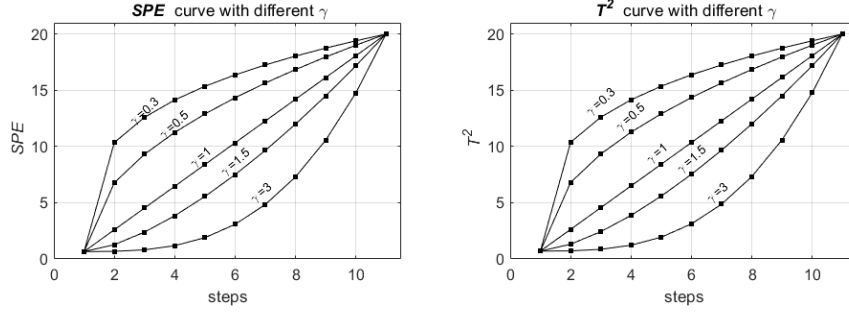 SPE curve with different γ
20
15
10
5
0
SPE
γ=0.3
γ=0.5
γ=1
γ=1.5
γ=3
0 2 4 6 8 10
steps
T² curve with different γ
20
15
10
5
0
T²
γ=0.3
γ=0.5
γ=1
γ=1.5
γ=3
0 2 4 6 8 10
steps